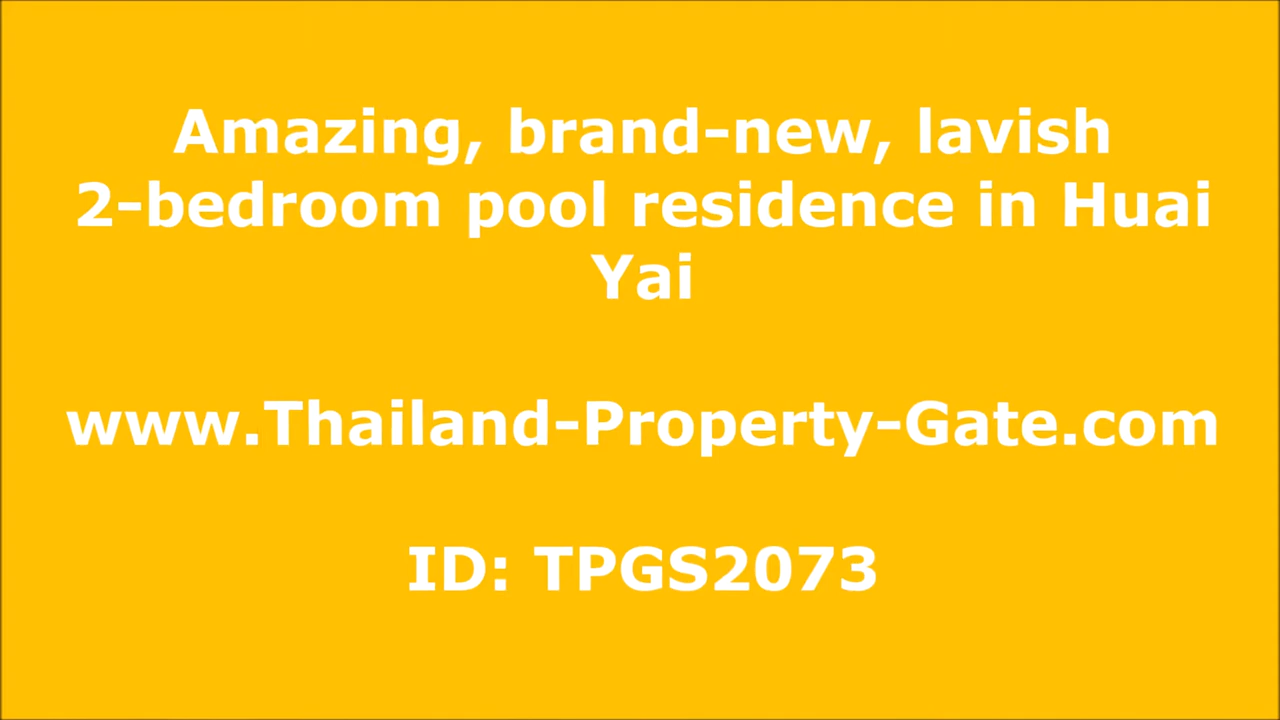 Amazing, brand-new, lavish
2-bedroom pool residence in Huai
Yai
www.Thailand-Property-Gate.com
ID: TPGS2073